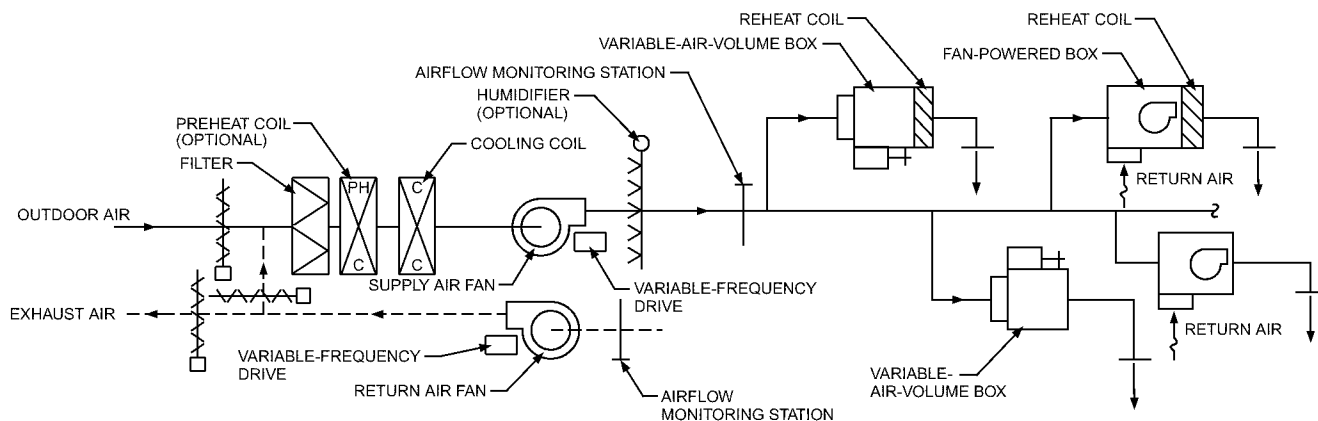 REHEAT COIL
VARIABLE-AIR-VOLUME BOX
AIRFLOW MONITORING STATION
HUMIDIFIER
(OPTIONAL)
REHEAT COIL
FAN-POWERED BOX
PREHEAT COIL
(OPTIONAL)
FILTER
COOLING COIL
PH
C
C
C
OUTDOOR AIR
SUPPLY AIR FAN
VARIABLE-FREQUENCY
DRIVE
RETURN AIR
EXHAUST AIR
VARIABLE-FREQUENCY
DRIVE
RETURN AIR FAN
AIRFLOW
MONITORING STATION
VARIABLE-
AIR-VOLUME BOX
RETURN AIR